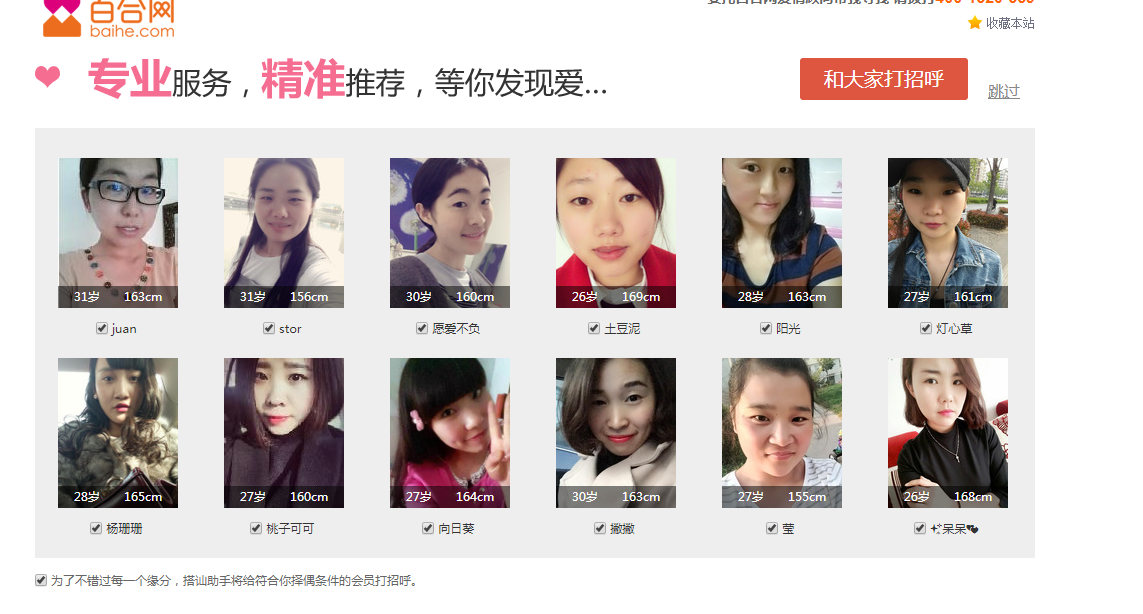 百合网
baihe.com
收藏本站
专业服务，精准推荐，等你发现爱...
和大家打招呼
跳过
31岁 163cm
31岁 156cm
30岁 160cm
26岁 169cm
28岁 163cm
27岁 161cm
juan
stor
愿爱不负
土豆泥
阳光
灯心草
28岁 165cm
27岁 160cm
27岁 164cm
30岁 163cm
27岁 155cm
26岁 168cm
杨珊珊
桃子可可
向日葵
撇撇
莹
呆呆
为了不错过每一个缘分，搭讪助手将给符合你择偶条件的会员打招呼。